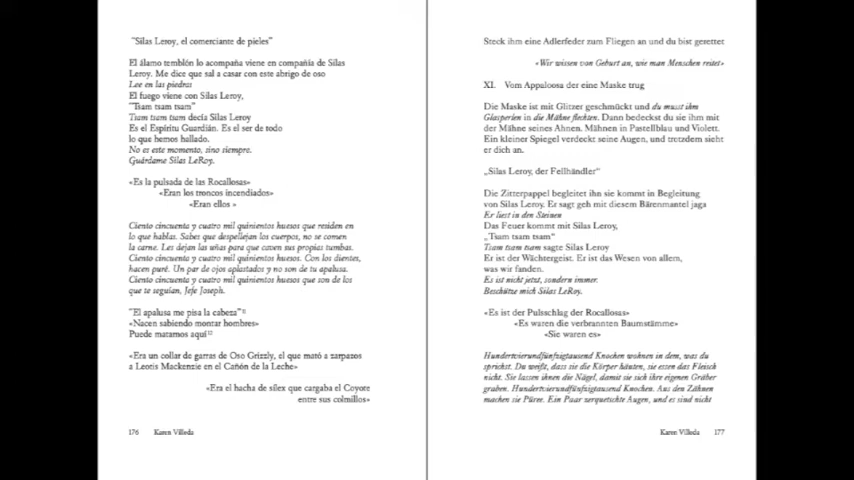 "Silas Leroy, el comerciante de pieles"
El álamo temblón lo acompaña viene en compañía de Silas
Leroy. Me dice que sal a casar con este abrigo de oso
Lee en las piedras
El fuego viene con Silas Leroy,
"Tsam tsam tsam"
Tsam tsam tsam decía Silas Leroy
Es el Espíritu Guardián. Es el ser de todo
lo que hemos hallado.
No es este momento, sino siempre.
Guárdame Silas LeRoy.
«Es la pulsada de las Rocallosas»
«Eran los troncos incendiados»
«Eran ellos »
Ciento cincuenta y cuatro mil quinientos huesos que residen en
lo que hablas. Sabes que despellejan los cuerpos, no se comen
la carne. Les dejan las uñas para que caven sus propias tumbas.
Ciento cincuenta y cuatro mil quinientos huesos. Con los dientes,
hacen puré. Un par de ojos aplastados y no son de tu apalusa.
Ciento cincuenta y cuatro mil quinientos huesos que son de los
que te seguían, Jefe Joseph.
"El apalusa me pisa la cabeza"¹¹
«Nacen sabiendo montar hombres»
Puede matarnos aquí¹²
«Era un collar de garras de Oso Grizzly, el que mató a zarpazos
a Leotis Mackenzie en el Cañón de la Leche»
«Era el hacha de sílex que cargaba el Coyote
entre sus colmillos»
176 Karen Villeda
Steck ihm eine Adlerfeder zum Fliegen an und du bist gerettet
«Wir wissen von Geburt an, wie man Menschen reitet»
XI. Vom Appaloosa der eine Maske trug
Die Maske ist mit Glitzer geschmückt und du musst ihm
Glasperlen in die Mähne flechten. Dann bedeckst du sie ihm mit
der Mähne seines Ahnen. Mähnen in Pastellblau und Violett.
Ein kleiner Spiegel verdeckt seine Augen, und trotzdem sieht
er dich an.
„Silas Leroy, der Fellhändler“
Die Zitterpappel begleitet ihn sie kommt in Begleitung
von Silas Leroy. Er sagt geh mit diesem Bärenmantel jaga
Er liest in den Steinen
Das Feuer kommt mit Silas Leroy,
„Tsam tsam tsam“
Tsam tsam tsam sagte Silas Leroy
Er ist der Wächtergeist. Er ist das Wesen von allem,
was wir fanden.
Es ist nicht jetzt, sondern immer.
Beschütze mich Silas LeRoy.
«Es ist der Pulsschlag der Rocallosas»
«Es waren die verbrannten Baumstämme»
«Sie waren es»
Hundertvierundfünfzigtausend Knochen wohnen in dem, was du
sprichst. Du weißt, dass sie die Körper häuten, sie essen das Fleisch
nicht. Sie lassen ihnen die Nägel, damit sie sich ihre eigenen Gräber
graben. Hundertvierundfünfzigtausend Knochen. Aus den Zähnen
machen sie Püree. Ein Paar zerquetschte Augen, und es sind nicht
Karen Villeda 177